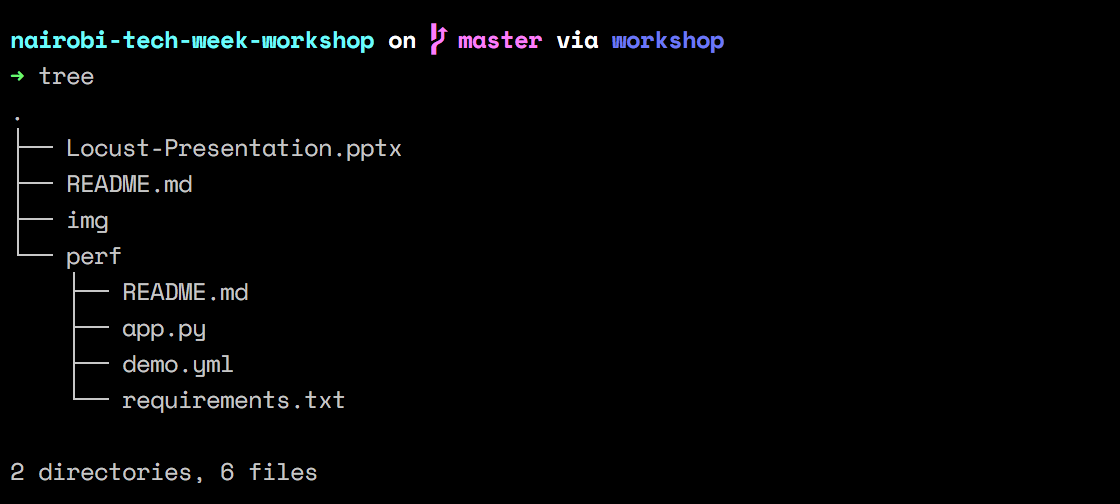 nairobi-tech-week-workshop on master via workshop
➜ tree
.
├── Locust-Presentation.pptx
├── README.md
├── img
└── perf
    ├── README.md
    ├── app.py
    ├── demo.yml
    └── requirements.txt
2 directories, 6 files